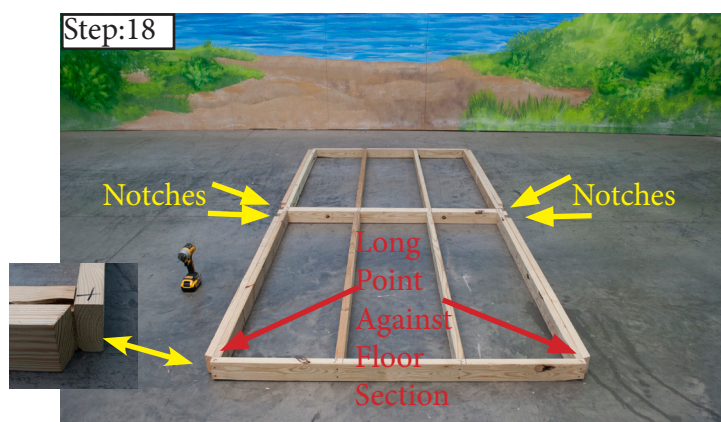 Step:18
Notches
Notches
Long
Point
Against
Floor
Section